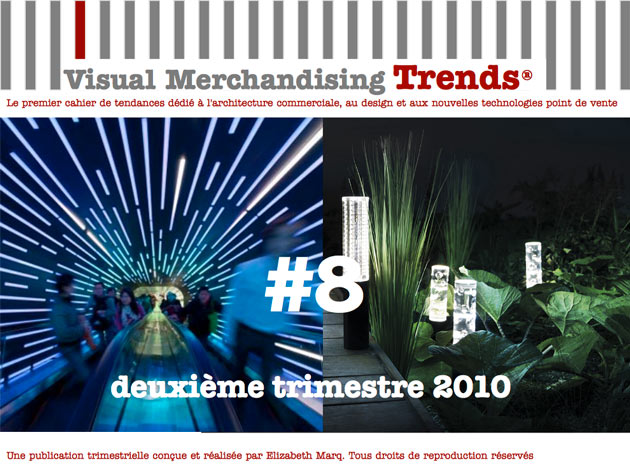 Visual Merchandising Trends®
Le premier cahier de tendances dédié à l'architecture commerciale, au design et aux nouvelles technologies point de vente
#8
deuxième trimestre 2010
Une publication trimestrielle conçue et réalisée par Elizabeth Marq. Tous droits de reproduction réservés